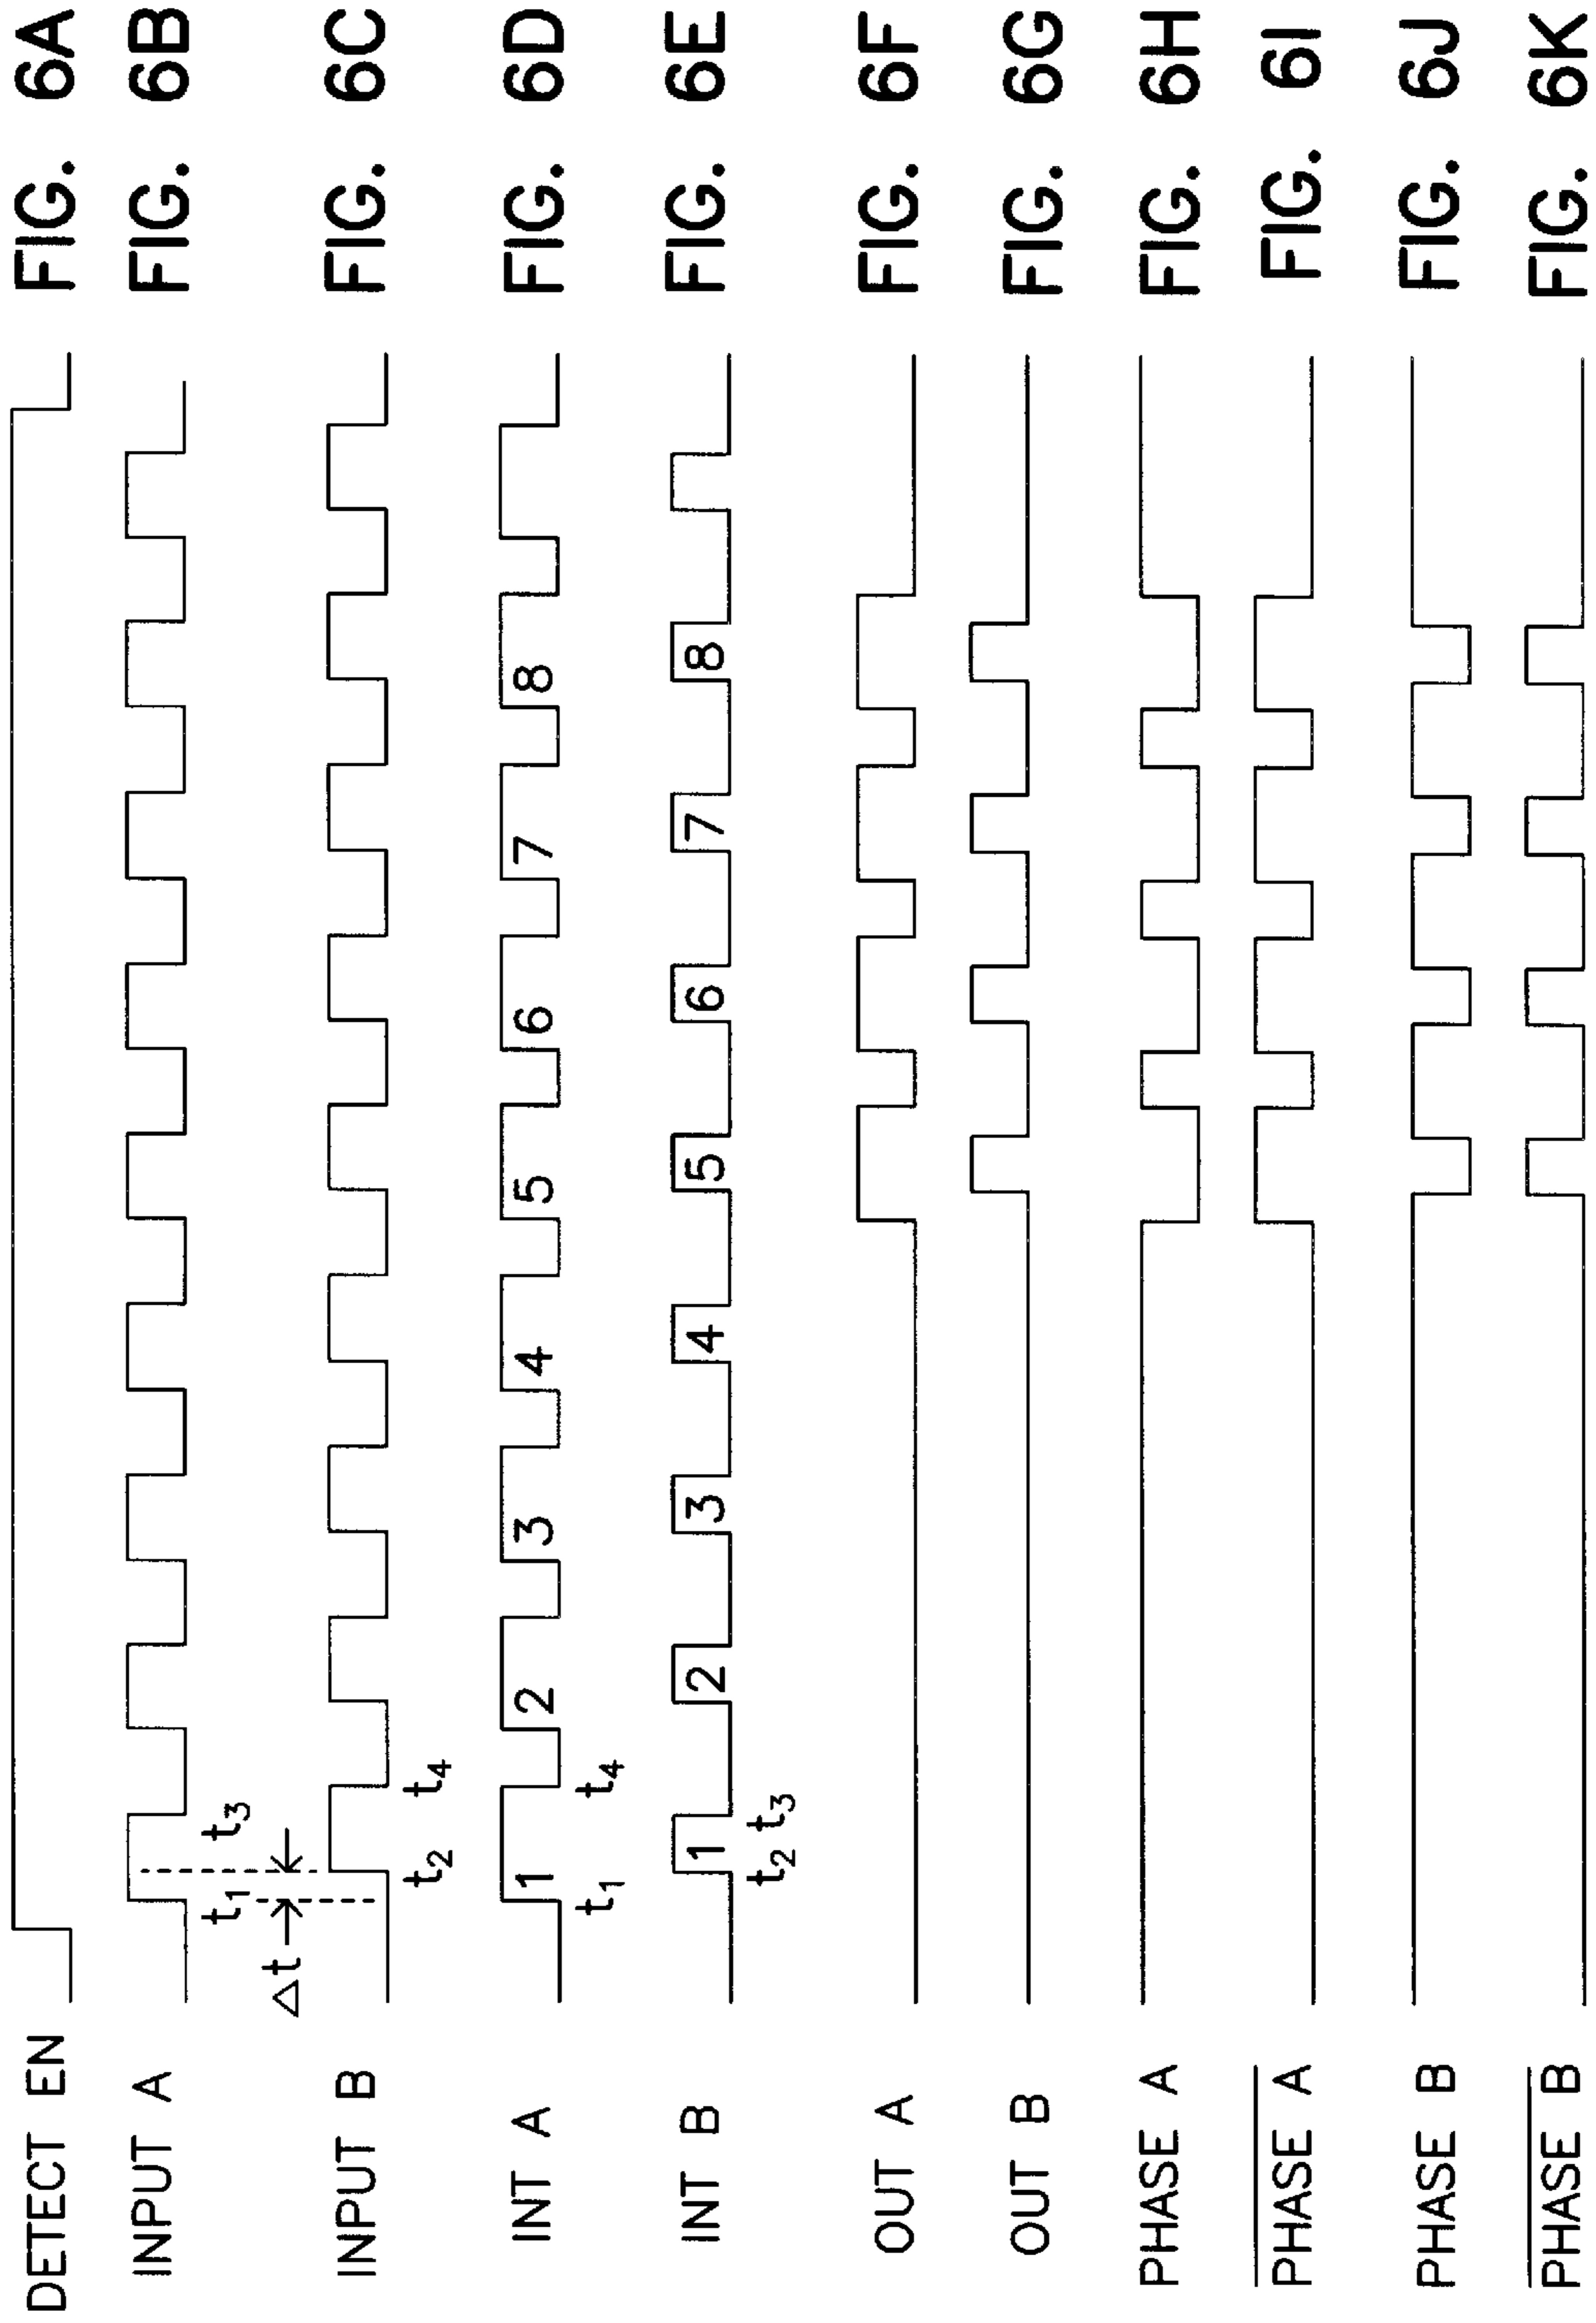 DETECT EN
FIG. 6A
INPUT A
t1
t3
FIG. 6B
Δt
INPUT B
t2
t4
FIG. 6C
INT A
1 2 3 4 5 6 7 8
t1
t4
FIG. 6D
INT B
1 2 3 4 5 6 7 8
t2 t3
FIG. 6E
OUT A
FIG. 6F
OUT B
FIG. 6G
PHASE A
FIG. 6H
PHASE A
FIG. 6I
PHASE B
FIG. 6J
PHASE B
FIG. 6K